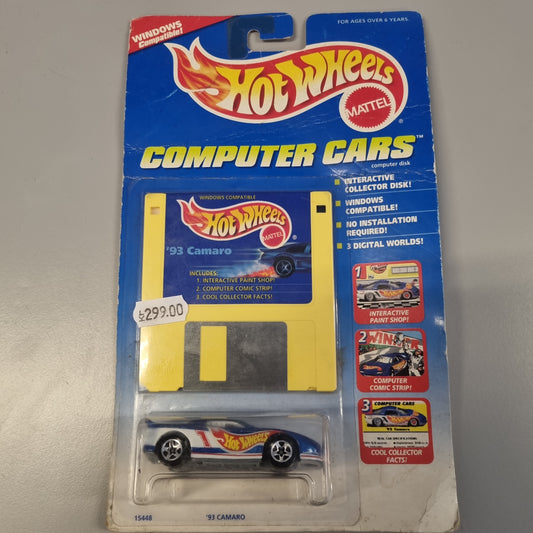 WINDOWS
Compatible!
FOR AGES OVER 6 YEARS.
HOT WHEELS
MATTEL
®
COMPUTER CARS™
computer disk
INTERACTIVE
COLLECTOR DISK!
WINDOWS
COMPATIBLE!
NO INSTALLATION
REQUIRED!
3 DIGITAL WORLDS!
WINDOWS COMPATIBLE
HOT WHEELS
MATTEL
®
'93 Camaro
INCLUDES:
1. INTERACTIVE PAINT SHOP!
2. COMPUTER COMIC STRIP!
3. COOL COLLECTOR FACTS!
299.00
1
INTERACTIVE
PAINT SHOP!
2
COMPUTER
COMIC STRIP!
3
COMPUTER CARS
'93 Camaro
COOL COLLECTOR
FACTS!
1 HOT WHEELS
15448
'93 CAMARO